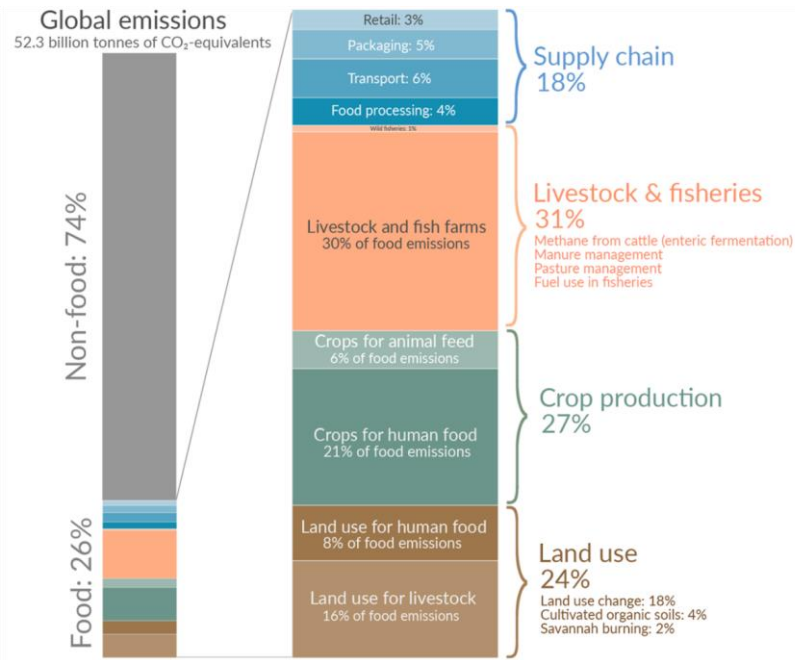 Global emissions
52.3 billion tonnes of CO₂-equivalents
Non-food: 74%
Food: 26%
Retail: 3%
Packaging: 5%
Transport: 6%
Food processing: 4%
Wild fisheries: 1%
Livestock and fish farms
30% of food emissions
Crops for animal feed
6% of food emissions
Crops for human food
21% of food emissions
Land use for human food
8% of food emissions
Land use for livestock
16% of food emissions
Supply chain
18%
Livestock & fisheries
31%
Methane from cattle (enteric fermentation)
Manure management
Pasture management
Fuel use in fisheries
Crop production
27%
Land use
24%
Land use change: 18%
Cultivated organic soils: 4%
Savannah burning: 2%